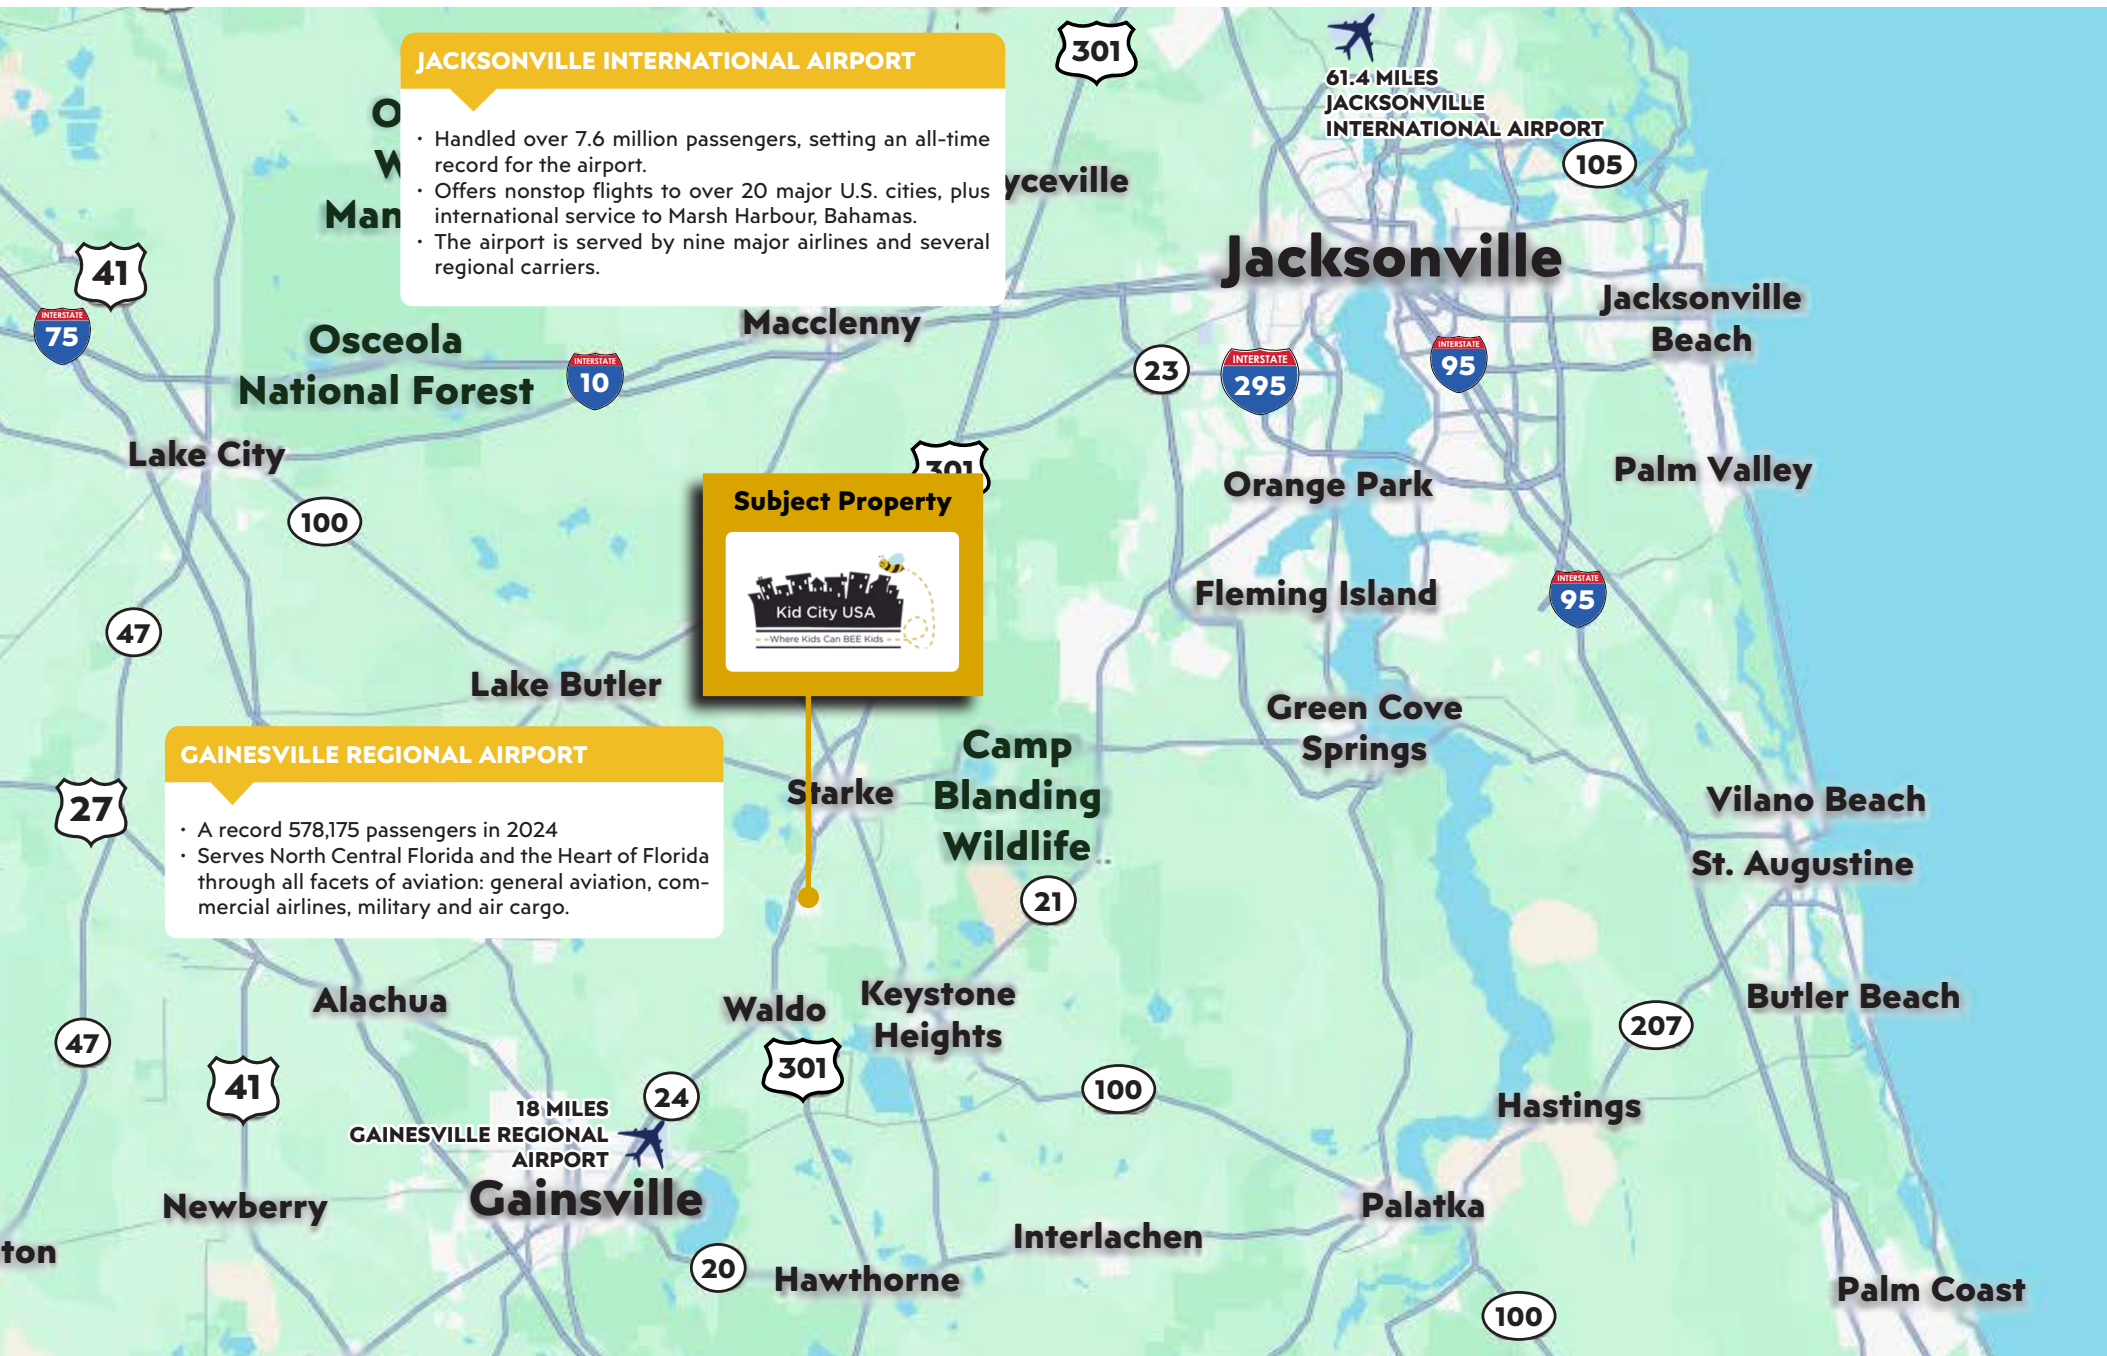 JACKSONVILLE INTERNATIONAL AIRPORT
· Handled over 7.6 million passengers, setting an all-time
record for the airport.
· Offers nonstop flights to over 20 major U.S. cities, plus
international service to Marsh Harbour, Bahamas.
· The airport is served by nine major airlines and several
regional carriers.
301
61.4 MILES
JACKSONVILLE
INTERNATIONAL AIRPORT
105
O
W
Man
yceville
Jacksonville
41
INTERSTATE
75
Jacksonville
Beach
Macclenny
Osceola
National Forest
INTERSTATE
10
23
INTERSTATE
295
INTERSTATE
95
Lake City
301
Orange Park
Palm Valley
100
Subject Property
Kid City USA
Where Kids Can BEE Kids
Fleming Island
INTERSTATE
95
47
Lake Butler
Green Cove
Springs
GAINESVILLE REGIONAL AIRPORT
· A record 578,175 passengers in 2024
· Serves North Central Florida and the Heart of Florida
through all facets of aviation: general aviation, com-
mercial airlines, military and air cargo.
27
Starke
Camp
Blanding
Wildlife
Vilano Beach
St. Augustine
21
Alachua
Waldo
Keystone
Heights
Butler Beach
207
47
41
301
24
100
Hastings
18 MILES
GAINESVILLE REGIONAL
AIRPORT
Gainsville
Newberry
Palatka
Interlachen
ton
20
Hawthorne
Palm Coast
100